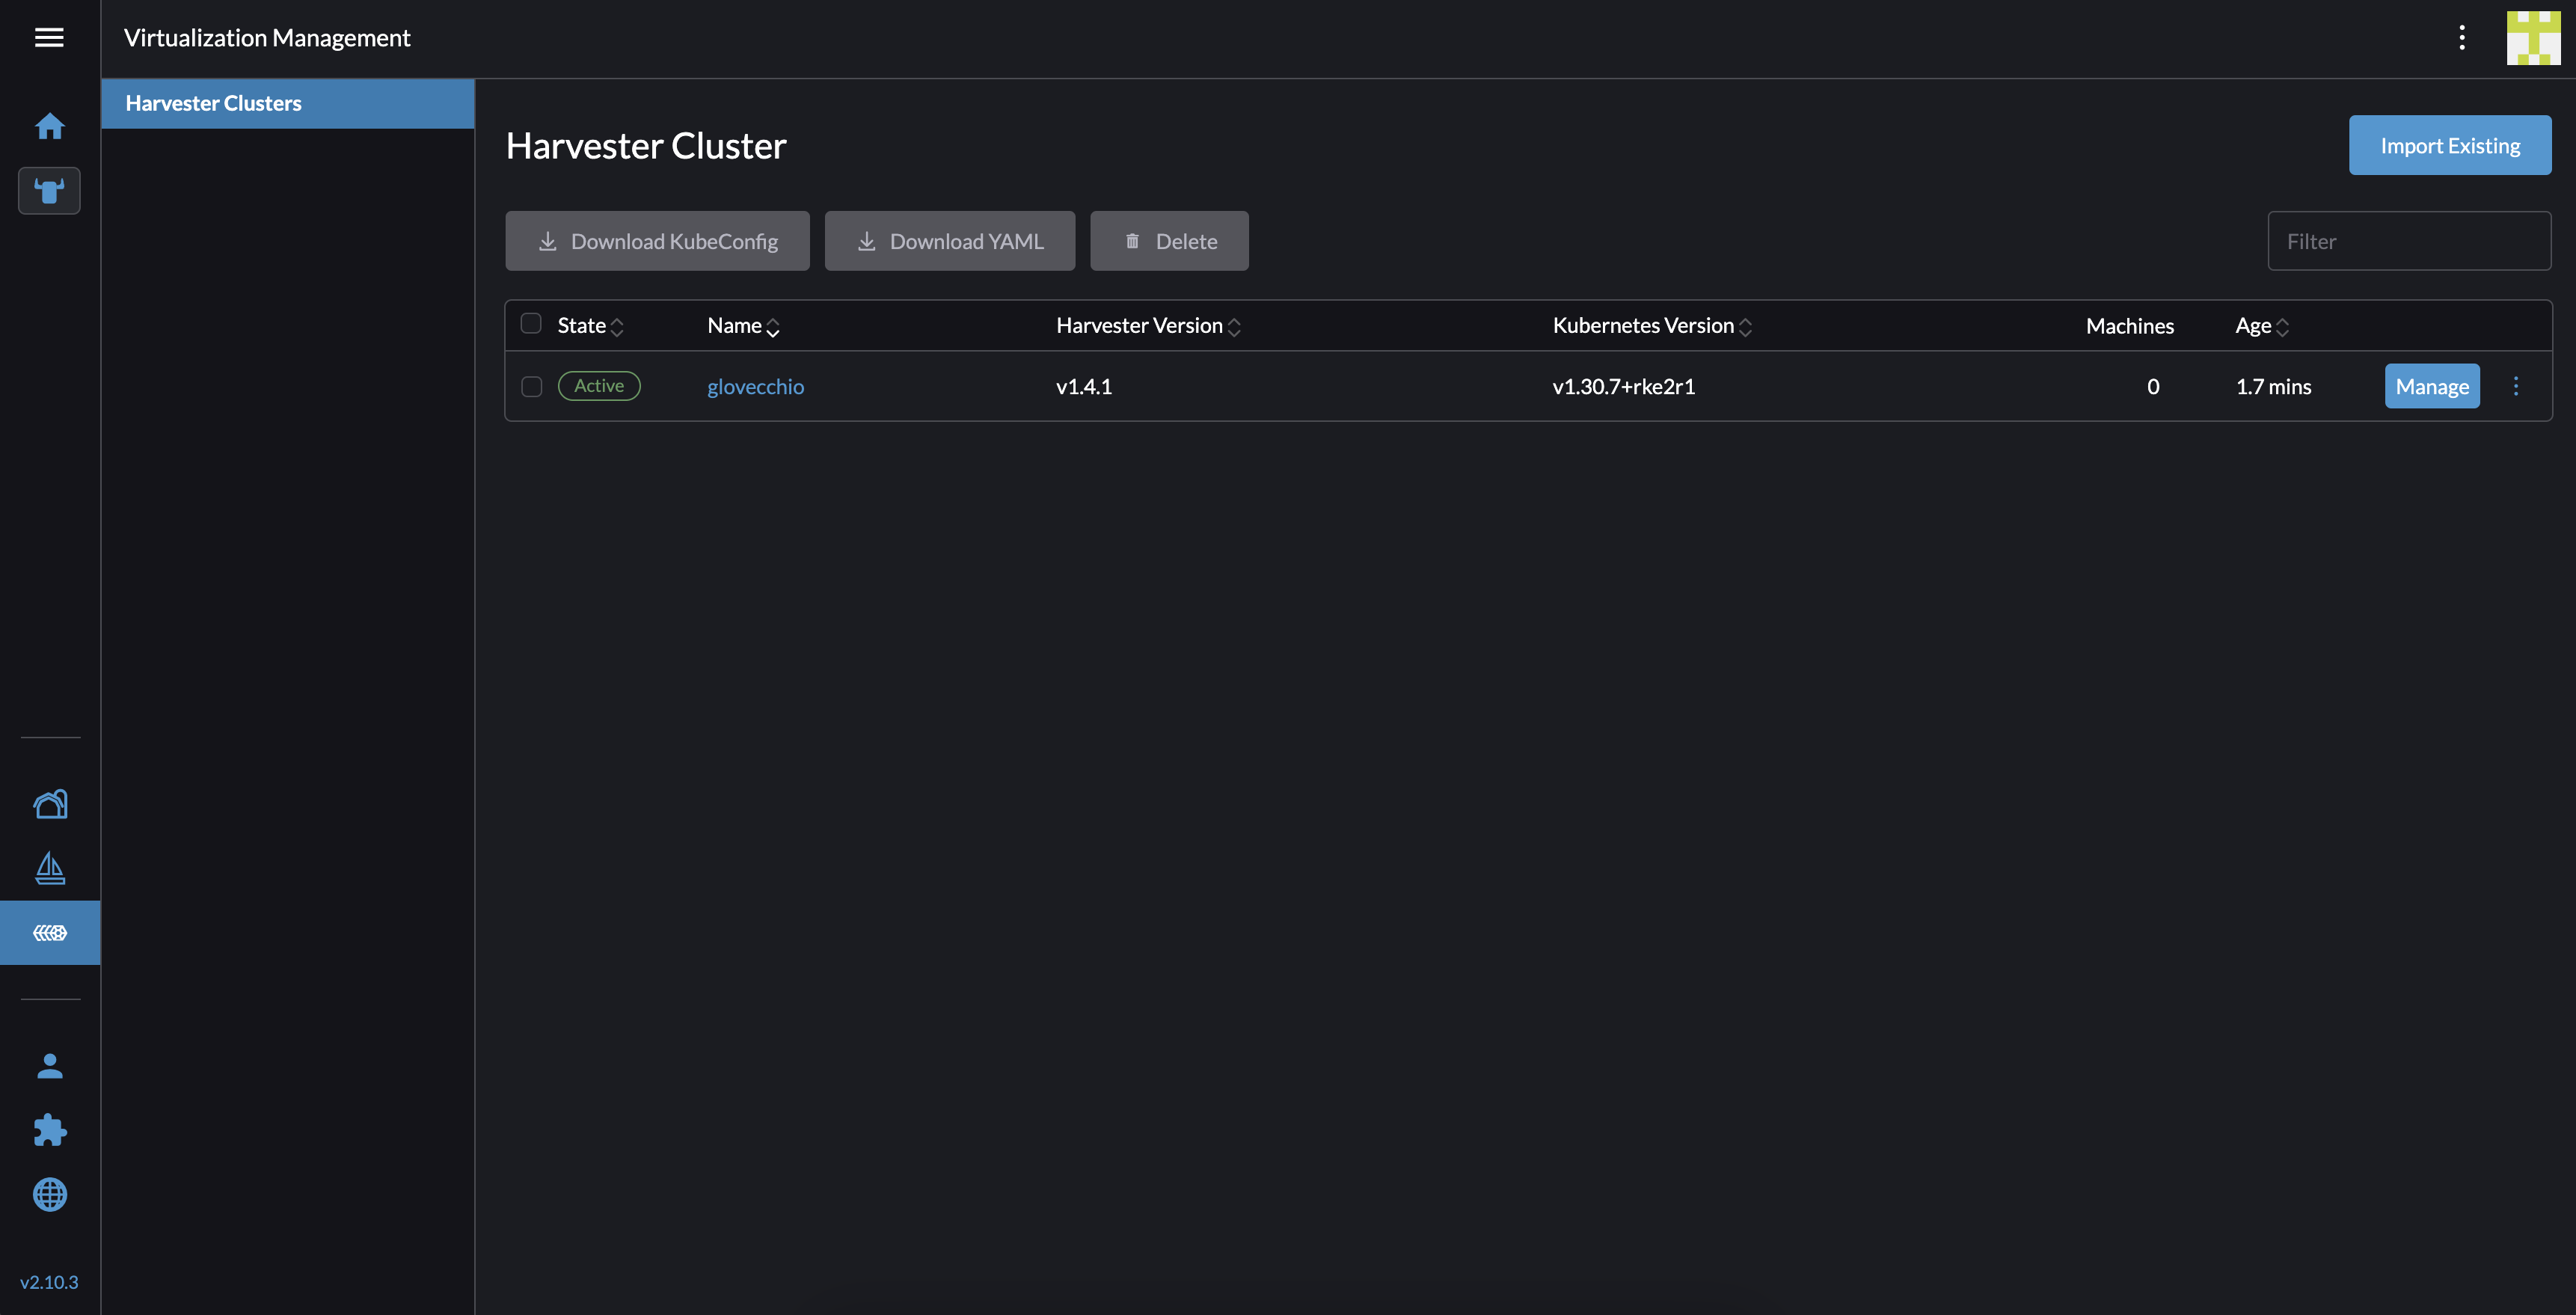 Virtualization Management
Harvester Clusters
Harvester Cluster
Import Existing
Download KubeConfig
Download YAML
Delete
Filter
State Name Harvester Version Kubernetes Version Machines Age
Active glovecchio v1.4.1 v1.30.7+rke2r1 0 1.7 mins Manage
v2.10.3